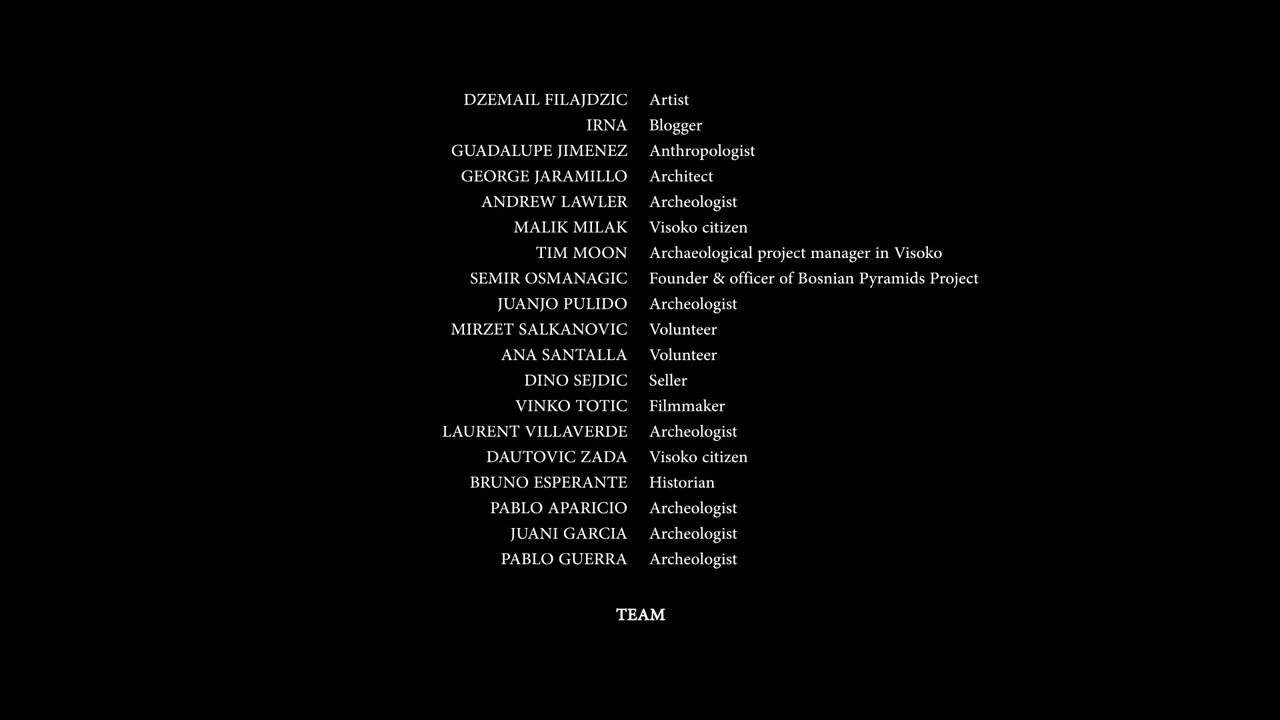 DZEMAIL FILAJDZIC Artist
IRNA Blogger
GUADALUPE JIMENEZ Anthropologist
GEORGE JARAMILLO Architect
ANDREW LAWLER Archeologist
MALIK MILAK Visoko citizen
TIM MOON Archaeological project manager in Visoko
SEMIR OSMANAGIC Founder & officer of Bosnian Pyramids Project
JUANJO PULIDO Archeologist
MIRZET SALKANOVIC Volunteer
ANA SANTALLA Volunteer
DINO SEJDIC Seller
VINKO TOTIC Filmmaker
LAURENT VILLAVERDE Archeologist
DAUTOVIC ZADA Visoko citizen
BRUNO ESPERANTE Historian
PABLO APARICIO Archeologist
JUANI GARCIA Archeologist
PABLO GUERRA Archeologist
TEAM